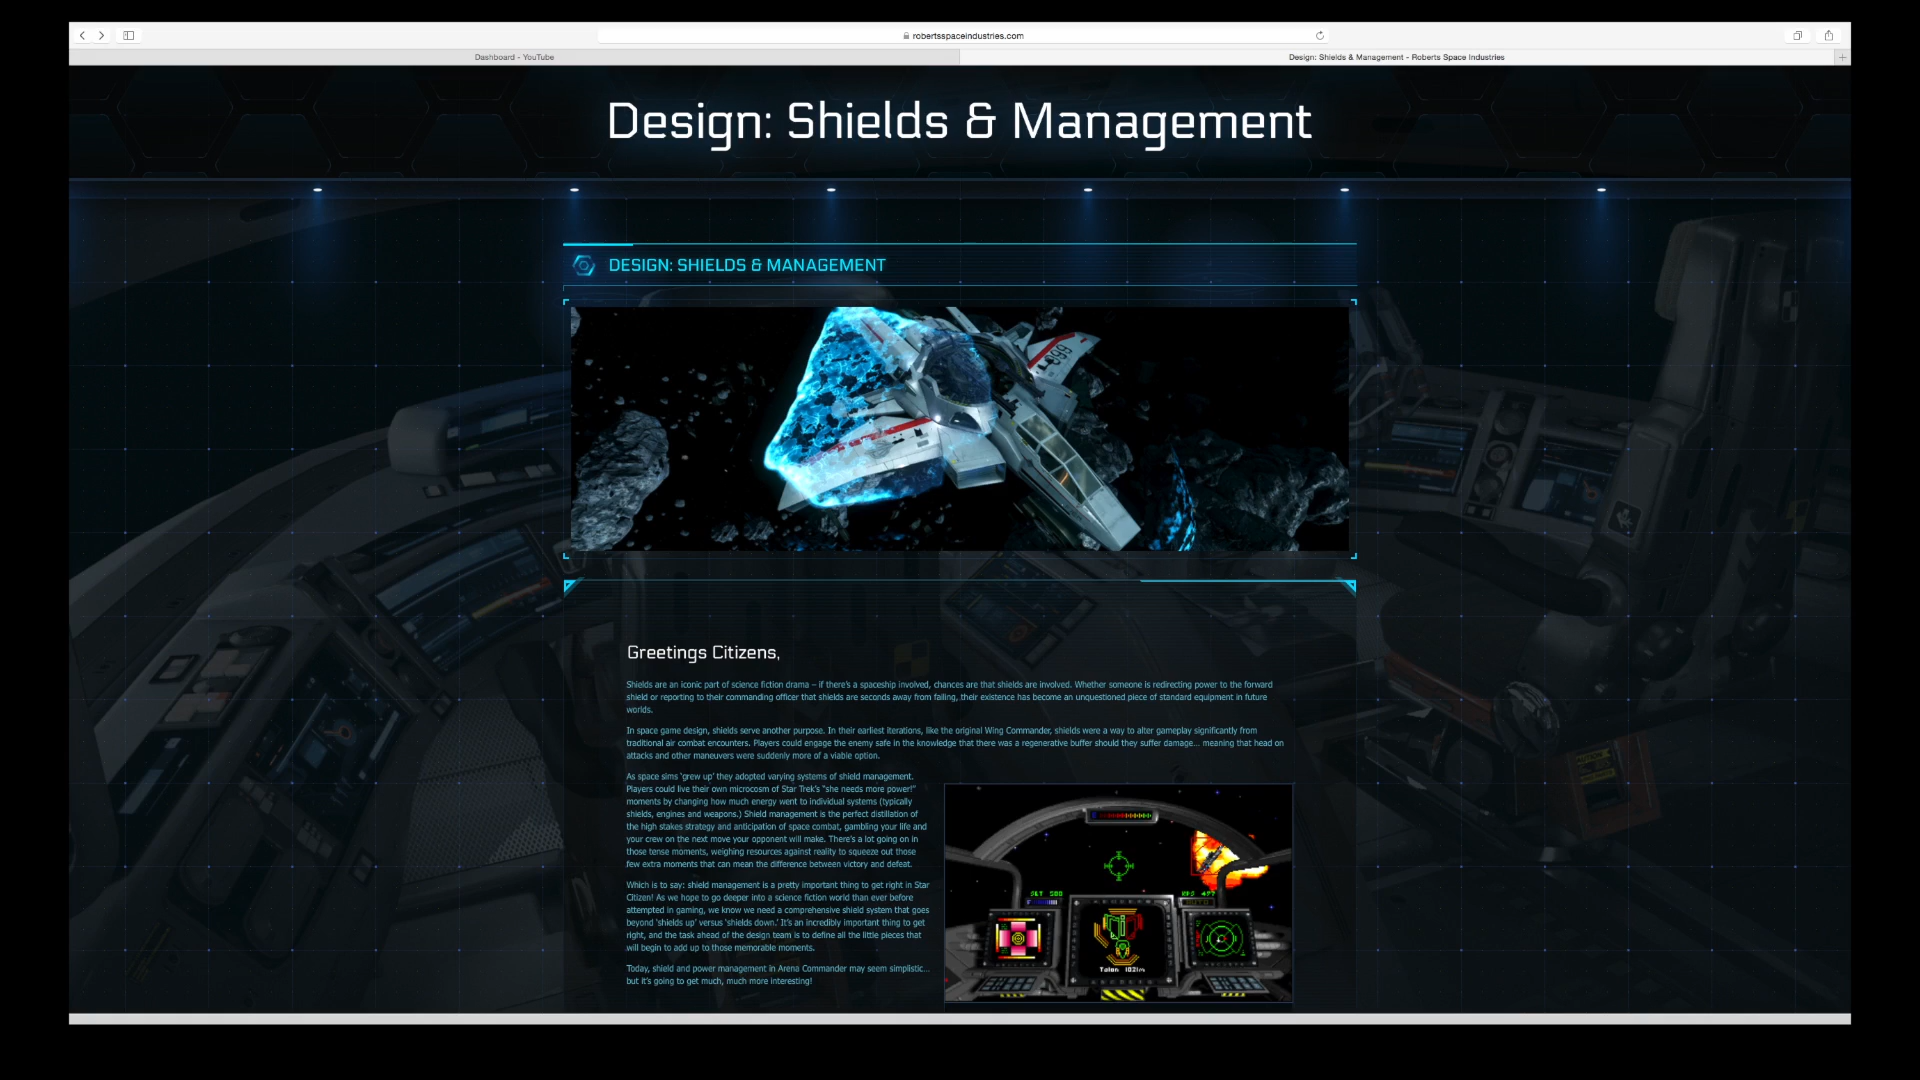 robertsspaceindustries.com
Dashboard - YouTube
Design: Shields & Management - Roberts Space Industries
Design: Shields & Management
DESIGN: SHIELDS & MANAGEMENT
Greetings Citizens,
Shields are an iconic part of science fiction drama – if there's a spaceship involved, chances are that shields are involved. Whether someone is redirecting power to the forward
shield or reporting to their commanding officer that shields are seconds away from failing, their existence has become an unquestioned piece of standard equipment in future
worlds.
In space game design, shields serve another purpose. In their earliest iterations, like the original Wing Commander, shields were a way to alter gameplay significantly from
traditional air combat encounters. Players could engage the enemy safe in the knowledge that there was a regenerative buffer should they suffer damage… meaning that head on
attacks and other maneuvers were suddenly more of a viable option.
As space sims 'grew up' they adopted varying systems of shield management.
Players could live their own microcosm of Star Trek's "she needs more power!"
moments by changing how much energy went to individual systems (typically
shields, engines and weapons.) Shield management is the perfect distillation of
the high stakes strategy and anticipation of space combat, gambling your life and
your crew on the next move your opponent will make. There's a lot going on in
those tense moments, weighing resources against reality to squeeze out those
few extra moments that can mean the difference between victory and defeat.
Which is to say: shield management is a pretty important thing to get right in Star
Citizen! As we hope to go deeper into a science fiction world than ever before
attempted in gaming, we know we need a comprehensive shield system that goes
beyond 'shields up' versus 'shields down.' It's an incredibly important thing to get
right, and the task ahead of the design team is to define all the little pieces that
will begin to add up to those memorable moments.
Today, shield and power management in Arena Commander may seem simplistic…
but it's going to get much, much more interesting!
SET 500
KPS 497
AUTO
Talon 1021m